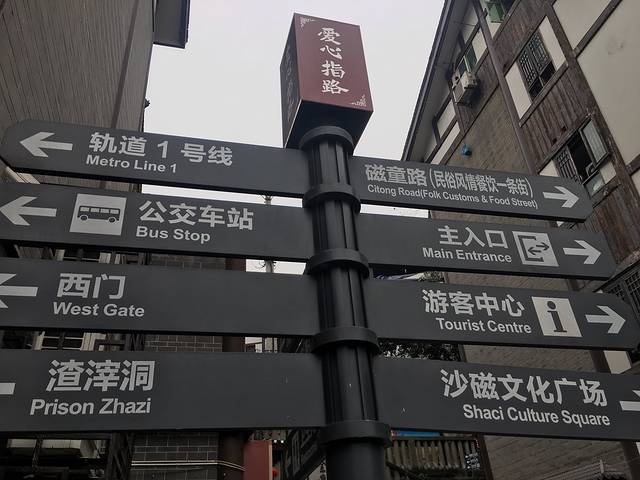 爱心指路
轨道 1 号线
Metro Line 1
公交车站
Bus Stop
西门
West Gate
渣滓洞
Prison Zhazi
磁童路(民俗风情餐饮一条街)
Citong Road(Folk Customs & Food Street)
主入口
Main Entrance
游客中心
Tourist Centre
i
沙磁文化广场
Shaci Culture Square